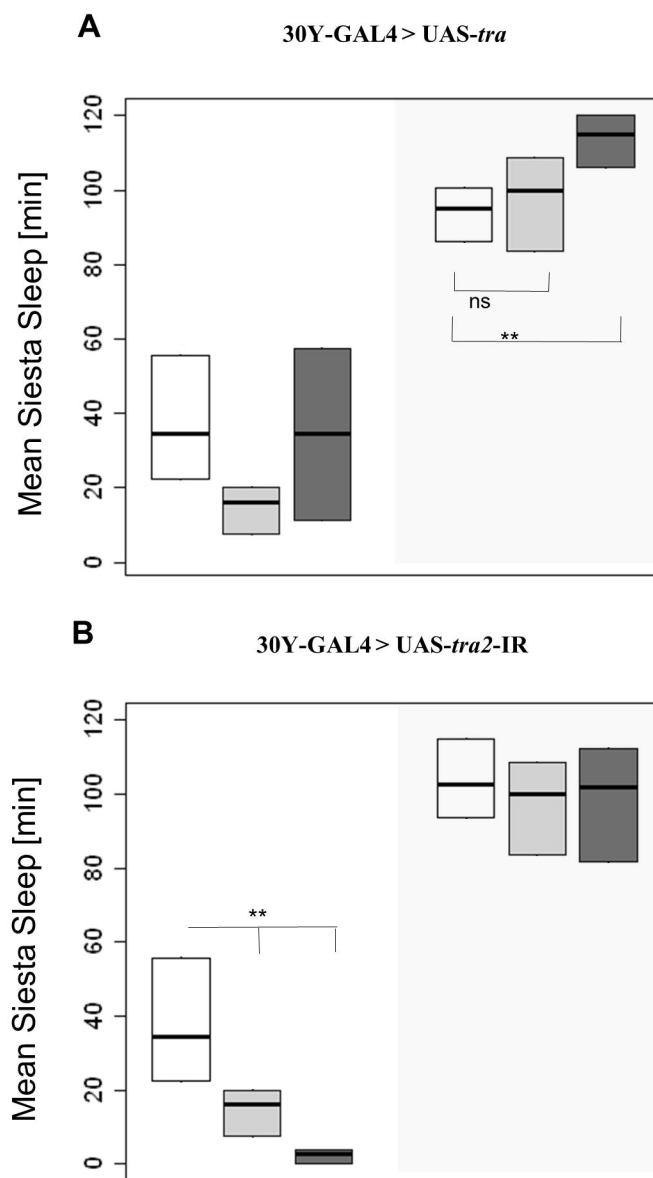 A
30Y-GAL4 > UAS-tra
Mean Siesta Sleep [min]
120
100
80
60
40
20
0
ns
**
B
30Y-GAL4 > UAS-tra2-IR
Mean Siesta Sleep [min]
120
100
80
60
40
20
0
**